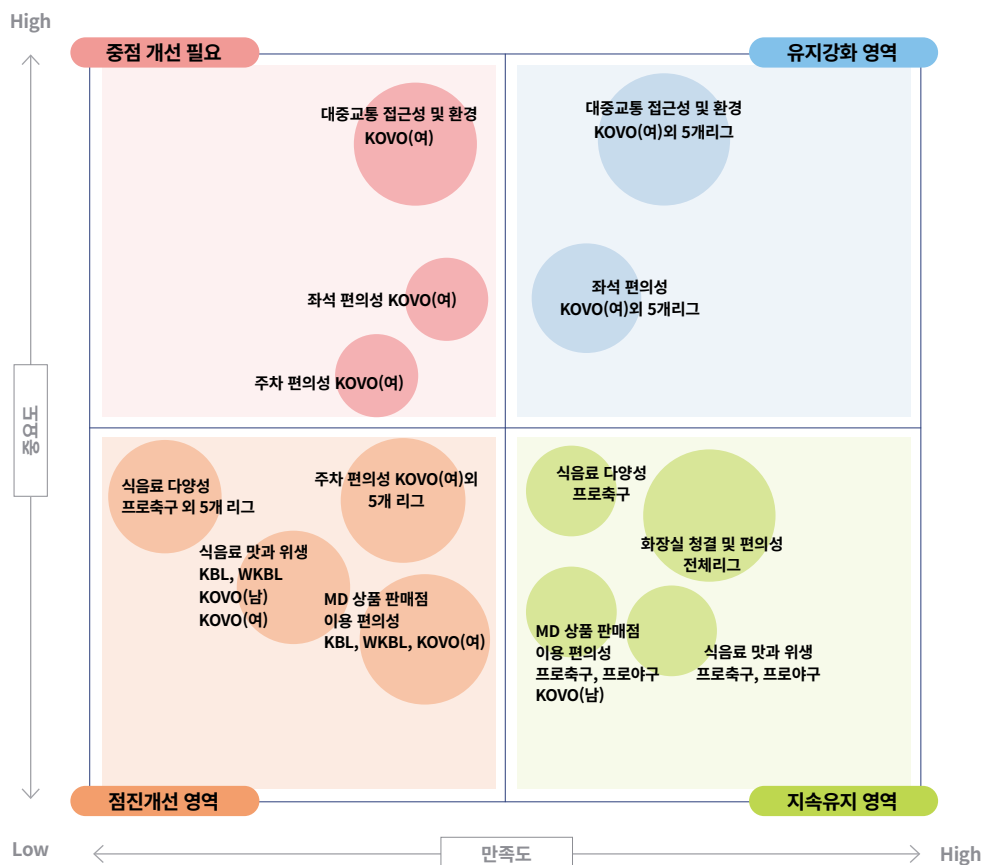 High
중점 개선 필요
유지강화 영역
대중교통 접근성 및 환경
KOVO(여)
대중교통 접근성 및 환경
KOVO(여)외 5개리그
좌석 편의성 KOVO(여)
좌석 편의성
KOVO(여)외 5개리그
주차 편의성 KOVO(여)
중요도
식음료 다양성
프로축구 외 5개 리그
주차 편의성 KOVO(여)외
5개 리그
식음료 맛과 위생
KBL, WKBL
KOVO(남)
KOVO(여)
MD 상품 판매점
이용 편의성
KBL, WKBL, KOVO(여)
식음료 다양성
프로축구
화장실 청결 및 편의성
전체리그
MD 상품 판매점
이용 편의성
프로축구, 프로야구
KOVO(남)
식음료 맛과 위생
프로축구, 프로야구
점진개선 영역
지속유지 영역
Low
만족도
High